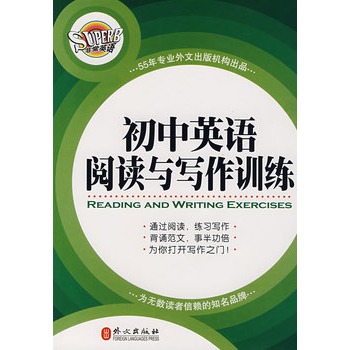 SUPERB
非常英语
…55年专业外文出版机构出品…
初中英语
阅读与写作训练
READING AND WRITING EXERCISES
·通过阅读，练习写作
·背诵范文，事半功倍
·为你打开写作之门！
…为无数读者信赖的知名品牌…
外文出版社
FOREIGN LANGUAGES PRESS